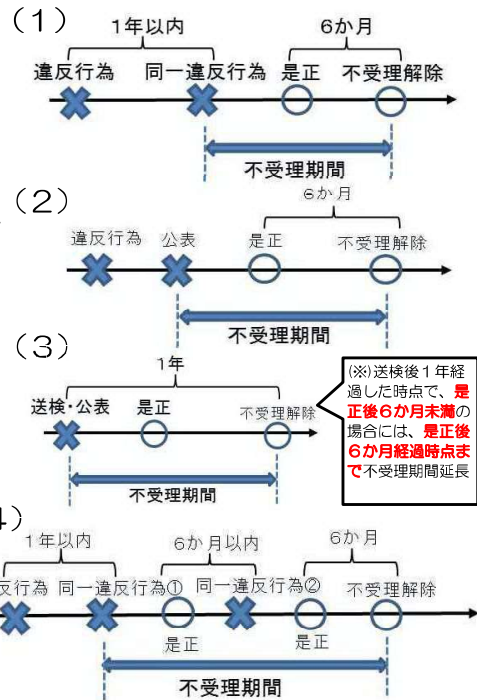 (1)
1年以内 6か月
違反行為 同一違反行為 是正 不受理解除
不受理期間
(2)
6か月
違反行為 公表 是正 不受理解除
不受理期間
(3)
1年
送検・公表 是正 不受理解除
不受理期間
(※)送検後1年経
過した時点で、是
正後6か月未満の
場合には、是正後
6か月経過時点ま
で不受理期間延長
4)
1年以内 6か月以内 6か月
反行為 同一違反行為① 同一違反行為② 不受理解除
是正 是正
不受理期間